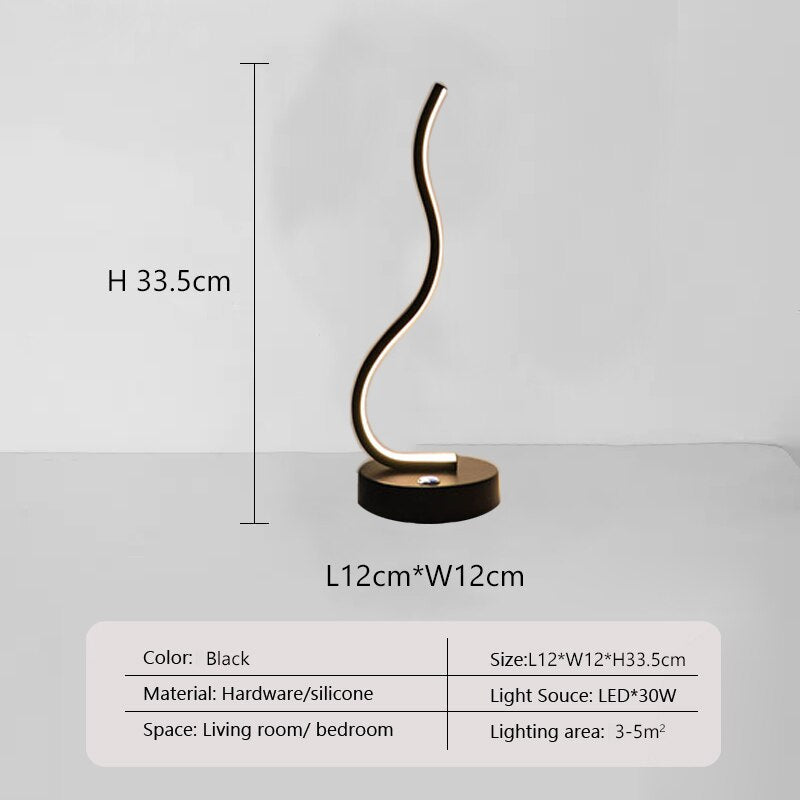 H 33.5cm
L12cm*W12cm
Color: Black
Size:L12*W12*H33.5cm
Material: Hardware/silicone
Light Souce: LED*30W
Space: Living room/ bedroom
Lighting area: 3-5m²